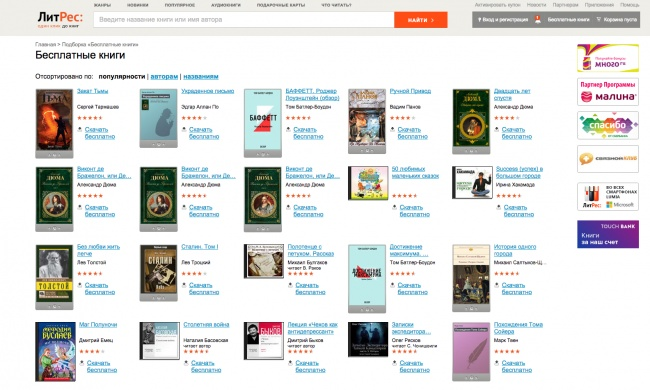 ЖАНРЫ НОВИНКИ ПОПУЛЯРНОЕ АУДИОКНИГИ ПОДАРОЧНЫЕ КАРТЫ ЧТО ЧИТАТЬ?
Активировать купон Новости Партнерам Приложения Помощь
ЛитРес:
один клик до книг
Введите название книги или имя автора
НАЙТИ
Вход и регистрация Бесплатные книги Корзина пуста
Главная > Подборка «Бесплатные книги»
Бесплатные книги
Отсортировано по: популярности | авторам | названиям
Закат Тьмы
Сергей Тармашев
Скачать бесплатно
Украденное письмо
Эдгар Аллан По
Скачать бесплатно
БАФФЕТТ
БАФФЕТТ. Роджер Лоуэнштейн (обзор)
Том Батлер-Боудон
Скачать бесплатно
Ручной Привод
Вадим Панов
Скачать бесплатно
ДЮМА
Двадцать лет спустя
Александр Дюма
Скачать бесплатно
ДЮМА
Виконт де Бражелон, или Де…
Александр Дюма
Скачать бесплатно
ДЮМА
Виконт де Бражелон, или Де…
Александр Дюма
Скачать бесплатно
ДЮМА
Виконт де Бражелон, или Де…
Александр Дюма
Скачать бесплатно
50 любимых маленьких сказок
Скачать бесплатно
Success (успех) в большом городе
Ирина Хакамада
Скачать бесплатно
ТОЛСТОЙ
Без любви жить легче
Лев Толстой
Скачать бесплатно
СТАЛИН
Сталин. Том I
Лев Троцкий
Скачать бесплатно
Полотенце с петухом. Рассказ
Михаил Булгаков
читает В. Раков
Скачать бесплатно
Достижение максимума. …
Том Батлер-Боудон
Скачать бесплатно
История одного города
Михаил Салтыков-Щ…
Скачать бесплатно
Маг Полуночи
Дмитрий Емец
Скачать бесплатно
Столетняя война
Наталия Басовская
авторская читает
Скачать бесплатно
БЫКОВ
Лекция «Чехов как антидепрессант»
Дмитрий Быков
авторская читает
Скачать бесплатно
Записки экспедитора…
Олег Рясков
Скачать бесплатно
Похождения Тома Сойера
Марк Твен
Скачать бесплатно
много.ru
Партнер Программы
МАЛИНА
спасибо
ЛитРес:
ВО ВСЕХ СМАРТФОНАХ LUMIA
Microsoft
TOUCH BANK
Книги за наш счет